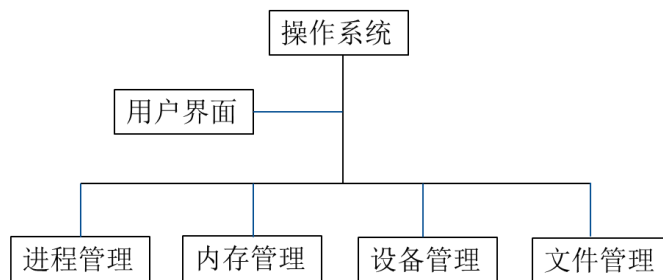 操作系统
用户界面
进程管理
内存管理
设备管理
文件管理